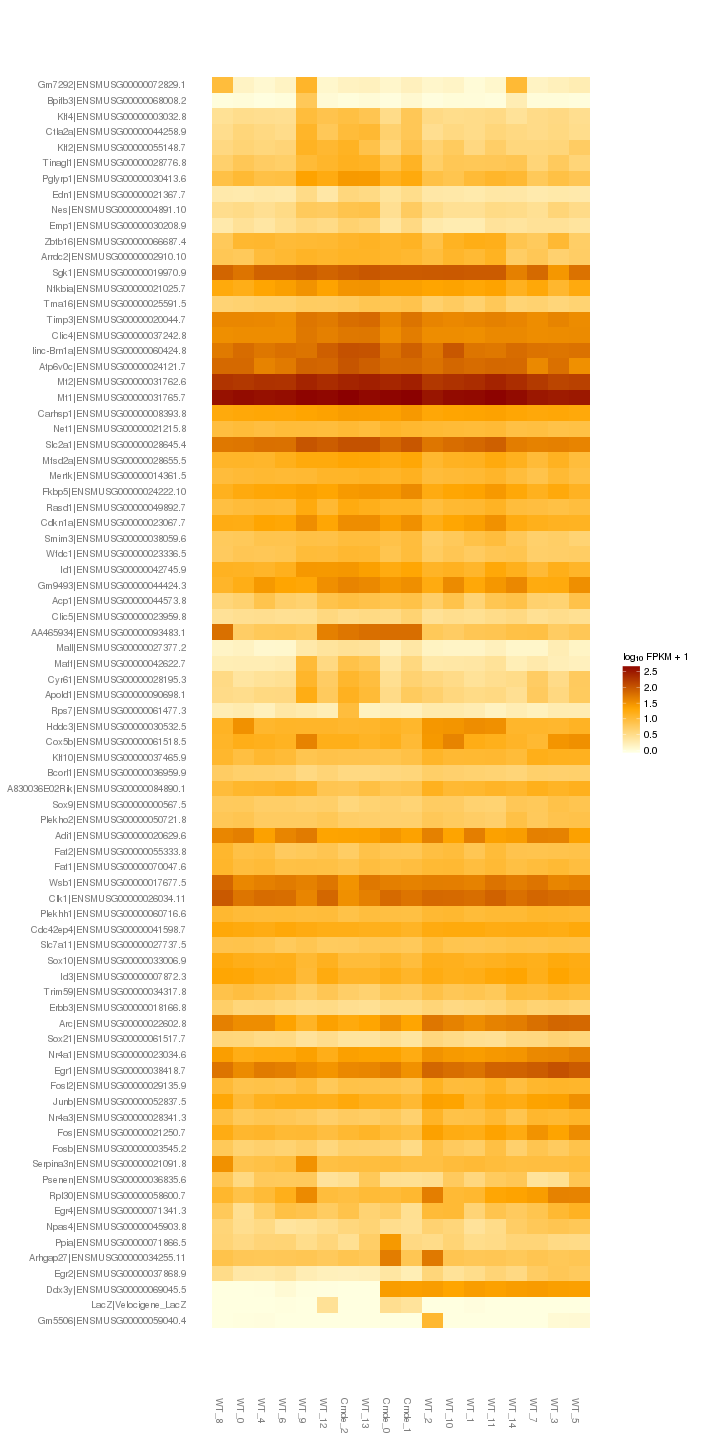 Gm7292|ENSMUSG00000072829.1
Bpifb3|ENSMUSG00000068008.2
Klf4|ENSMUSG00000003032.8
Ctla2a|ENSMUSG00000044258.9
Klf2|ENSMUSG00000055148.7
Tinagl1|ENSMUSG00000028776.8
Pglyrp1|ENSMUSG00000030413.6
Edn1|ENSMUSG00000021367.7
Nes|ENSMUSG00000004891.10
Emp1|ENSMUSG00000030208.9
Zbtb16|ENSMUSG00000066687.4
Arrdc2|ENSMUSG00000002910.10
Sgk1|ENSMUSG00000019970.9
Nfkbia|ENSMUSG00000021025.7
Tma16|ENSMUSG00000025591.5
Timp3|ENSMUSG00000020044.7
Clic4|ENSMUSG00000037242.8
linc-Brn1a|ENSMUSG00000060424.8
Atp6v0c|ENSMUSG00000024121.7
Mt2|ENSMUSG00000031762.6
Mt1|ENSMUSG00000031765.7
Carhsp1|ENSMUSG00000008393.8
Net1|ENSMUSG00000021215.8
Slc2a1|ENSMUSG00000028645.4
Mfsd2a|ENSMUSG00000028655.5
Mertk|ENSMUSG00000014361.5
Fkbp5|ENSMUSG00000024222.10
Rasd1|ENSMUSG00000049892.7
Cdkn1a|ENSMUSG00000023067.7
Smim3|ENSMUSG00000038059.6
Wfdc1|ENSMUSG00000023336.5
Id1|ENSMUSG00000042745.9
Gm9493|ENSMUSG00000044424.3
Acp1|ENSMUSG00000044573.8
Clic5|ENSMUSG00000023959.8
AA465934|ENSMUSG00000093483.1
Mall|ENSMUSG00000027377.2
Maff|ENSMUSG00000042622.7
Cyr61|ENSMUSG00000028195.3
Apold1|ENSMUSG00000090698.1
Rps7|ENSMUSG00000061477.3
Hddc3|ENSMUSG00000030532.5
Cox5b|ENSMUSG00000061518.5
Klf10|ENSMUSG00000037465.9
Bcorl1|ENSMUSG00000036959.9
A830036E02Rik|ENSMUSG00000084890.1
Sox9|ENSMUSG00000000567.5
Plekho2|ENSMUSG00000050721.8
Adi1|ENSMUSG00000020629.6
Fat2|ENSMUSG00000055333.8
Fat1|ENSMUSG00000070047.6
Wsb1|ENSMUSG00000017677.5
Clk1|ENSMUSG00000026034.11
Plekhh1|ENSMUSG00000060716.6
Cdc42ep4|ENSMUSG00000041598.7
Slc7a11|ENSMUSG00000027737.5
Sox10|ENSMUSG00000033006.9
Id3|ENSMUSG00000007872.3
Trim59|ENSMUSG00000034317.8
Erbb3|ENSMUSG00000018166.8
Arc|ENSMUSG00000022602.8
Sox21|ENSMUSG00000061517.7
Nr4a1|ENSMUSG00000023034.6
Egr1|ENSMUSG00000038418.7
Fosl2|ENSMUSG00000029135.9
Junb|ENSMUSG00000052837.5
Nr4a3|ENSMUSG00000028341.3
Fos|ENSMUSG00000021250.7
Fosb|ENSMUSG00000003545.2
Serpina3n|ENSMUSG00000021091.8
Psenen|ENSMUSG00000036835.6
Rpl30|ENSMUSG00000058600.7
Egr4|ENSMUSG00000071341.3
Npas4|ENSMUSG00000045903.8
Ppia|ENSMUSG00000071866.5
Arhgap27|ENSMUSG00000034255.11
Egr2|ENSMUSG00000037868.9
Ddx3y|ENSMUSG00000069045.5
LacZ|Velocigene_LacZ
Gm5506|ENSMUSG00000059040.4
WT_8
WT_0
WT_4
WT_6
WT_9
WT_12
Crnde_2
WT_13
Crnde_0
Crnde_1
WT_2
WT_10
WT_1
WT_11
WT_14
WT_7
WT_3
WT_5
log10 FPKM + 1
2.5
2.0
1.5
1.0
0.5
0.0